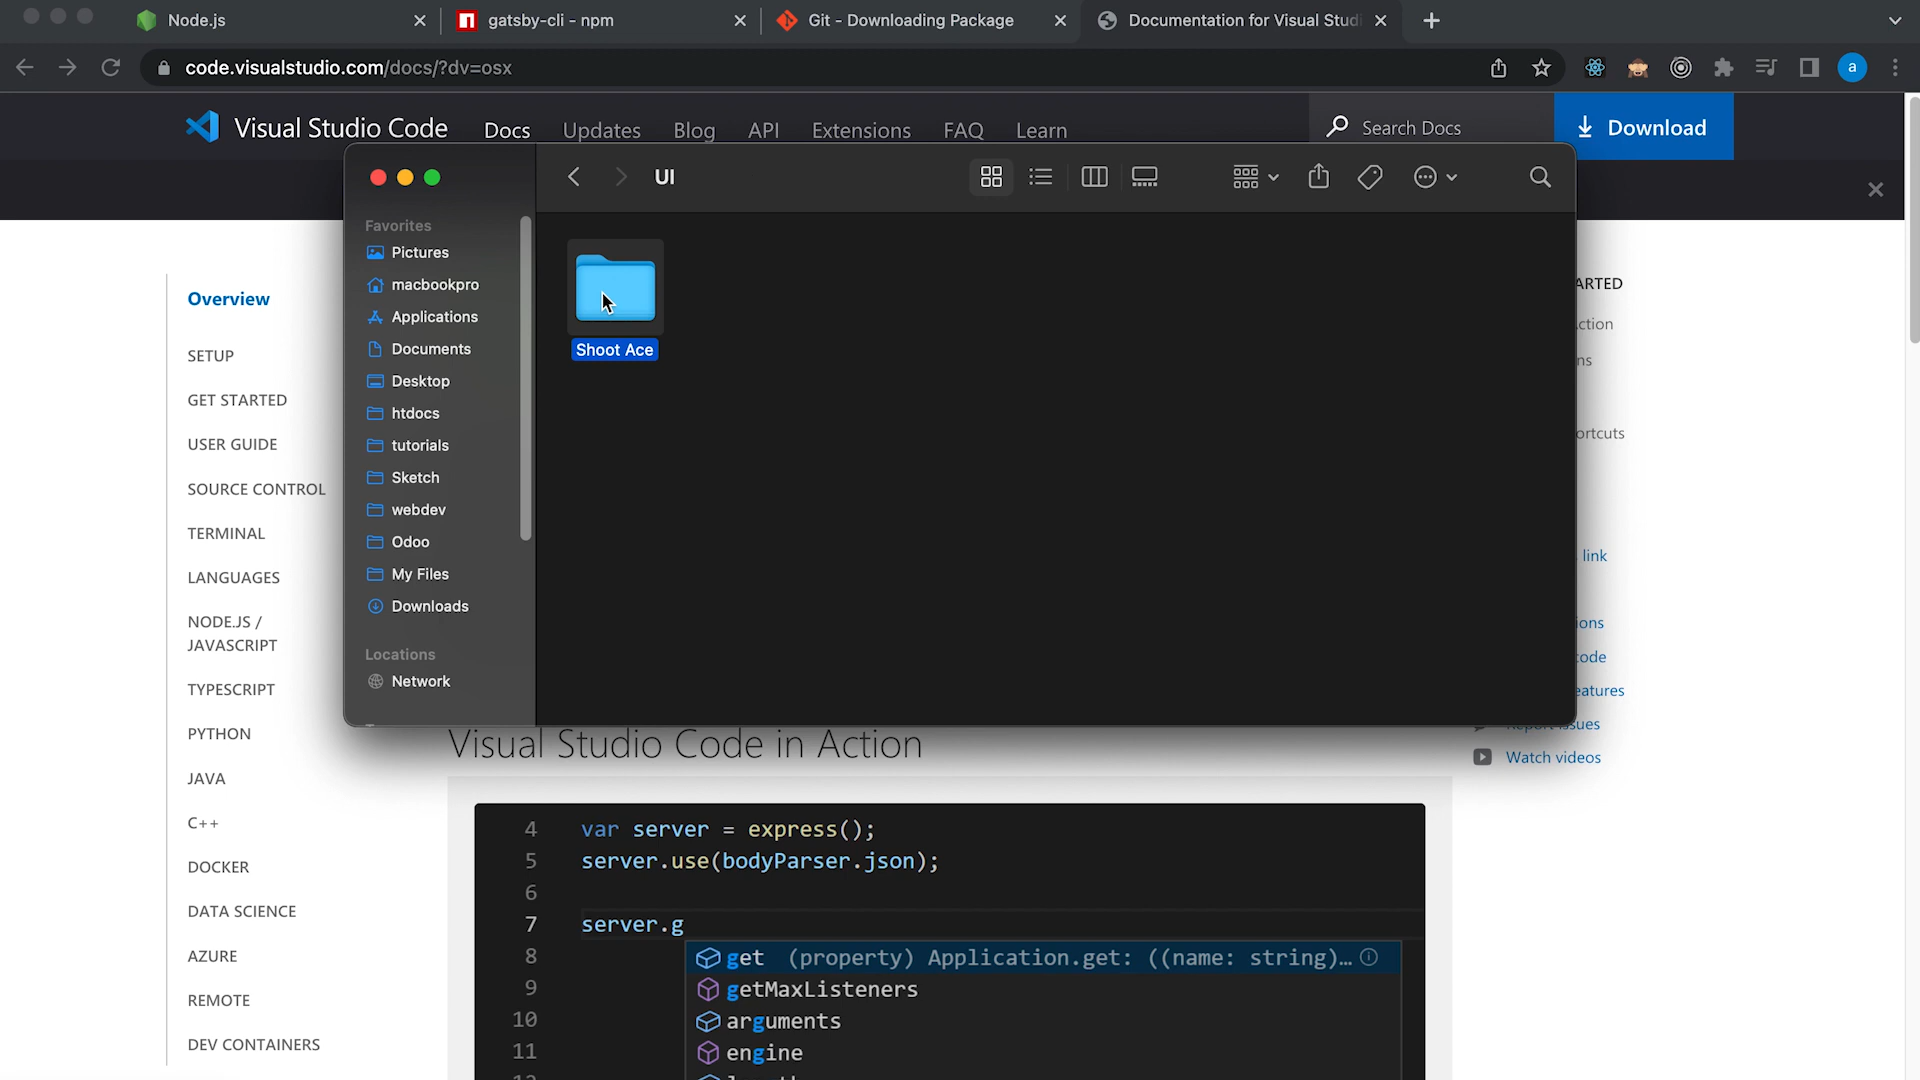 Node.js
gatsby-cli - npm
Git - Downloading Package
Documentation for Visual Studi
code.visualstudio.com/docs/?dv=osx
a
Visual Studio Code
Docs
Updates
Blog
API
Extensions
FAQ
Learn
Search Docs
Download
UI
Favorites
Pictures
macbookpro
Applications
Documents
Desktop
htdocs
tutorials
Sketch
webdev
Odoo
My Files
Downloads
Locations
Network
Shoot Ace
Overview
SETUP
GET STARTED
USER GUIDE
SOURCE CONTROL
TERMINAL
LANGUAGES
NODE.JS /
JAVASCRIPT
TYPESCRIPT
PYTHON
JAVA
C++
DOCKER
DATA SCIENCE
AZURE
REMOTE
DEV CONTAINERS
ARTED
ction
ns
ortcuts
link
ions
code
eatures
Report issues
Watch videos
Visual Studio Code in Action
4 var server = express();
5 server.use(bodyParser.json);
6
7 server.g
8 get (property) Application.get: ((name: string)…
9 getMaxListeners
10 arguments
11 engine